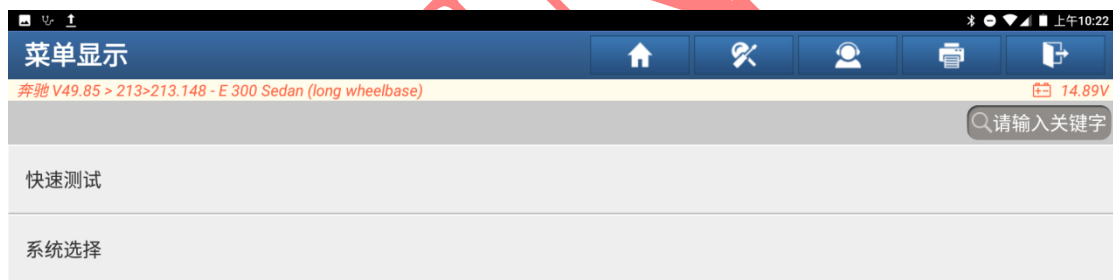 上午10:22
菜单显示
奔驰 V49.85 > 213>213.148 - E 300 Sedan (long wheelbase)
14.89V
请输入关键字
快速测试
系统选择